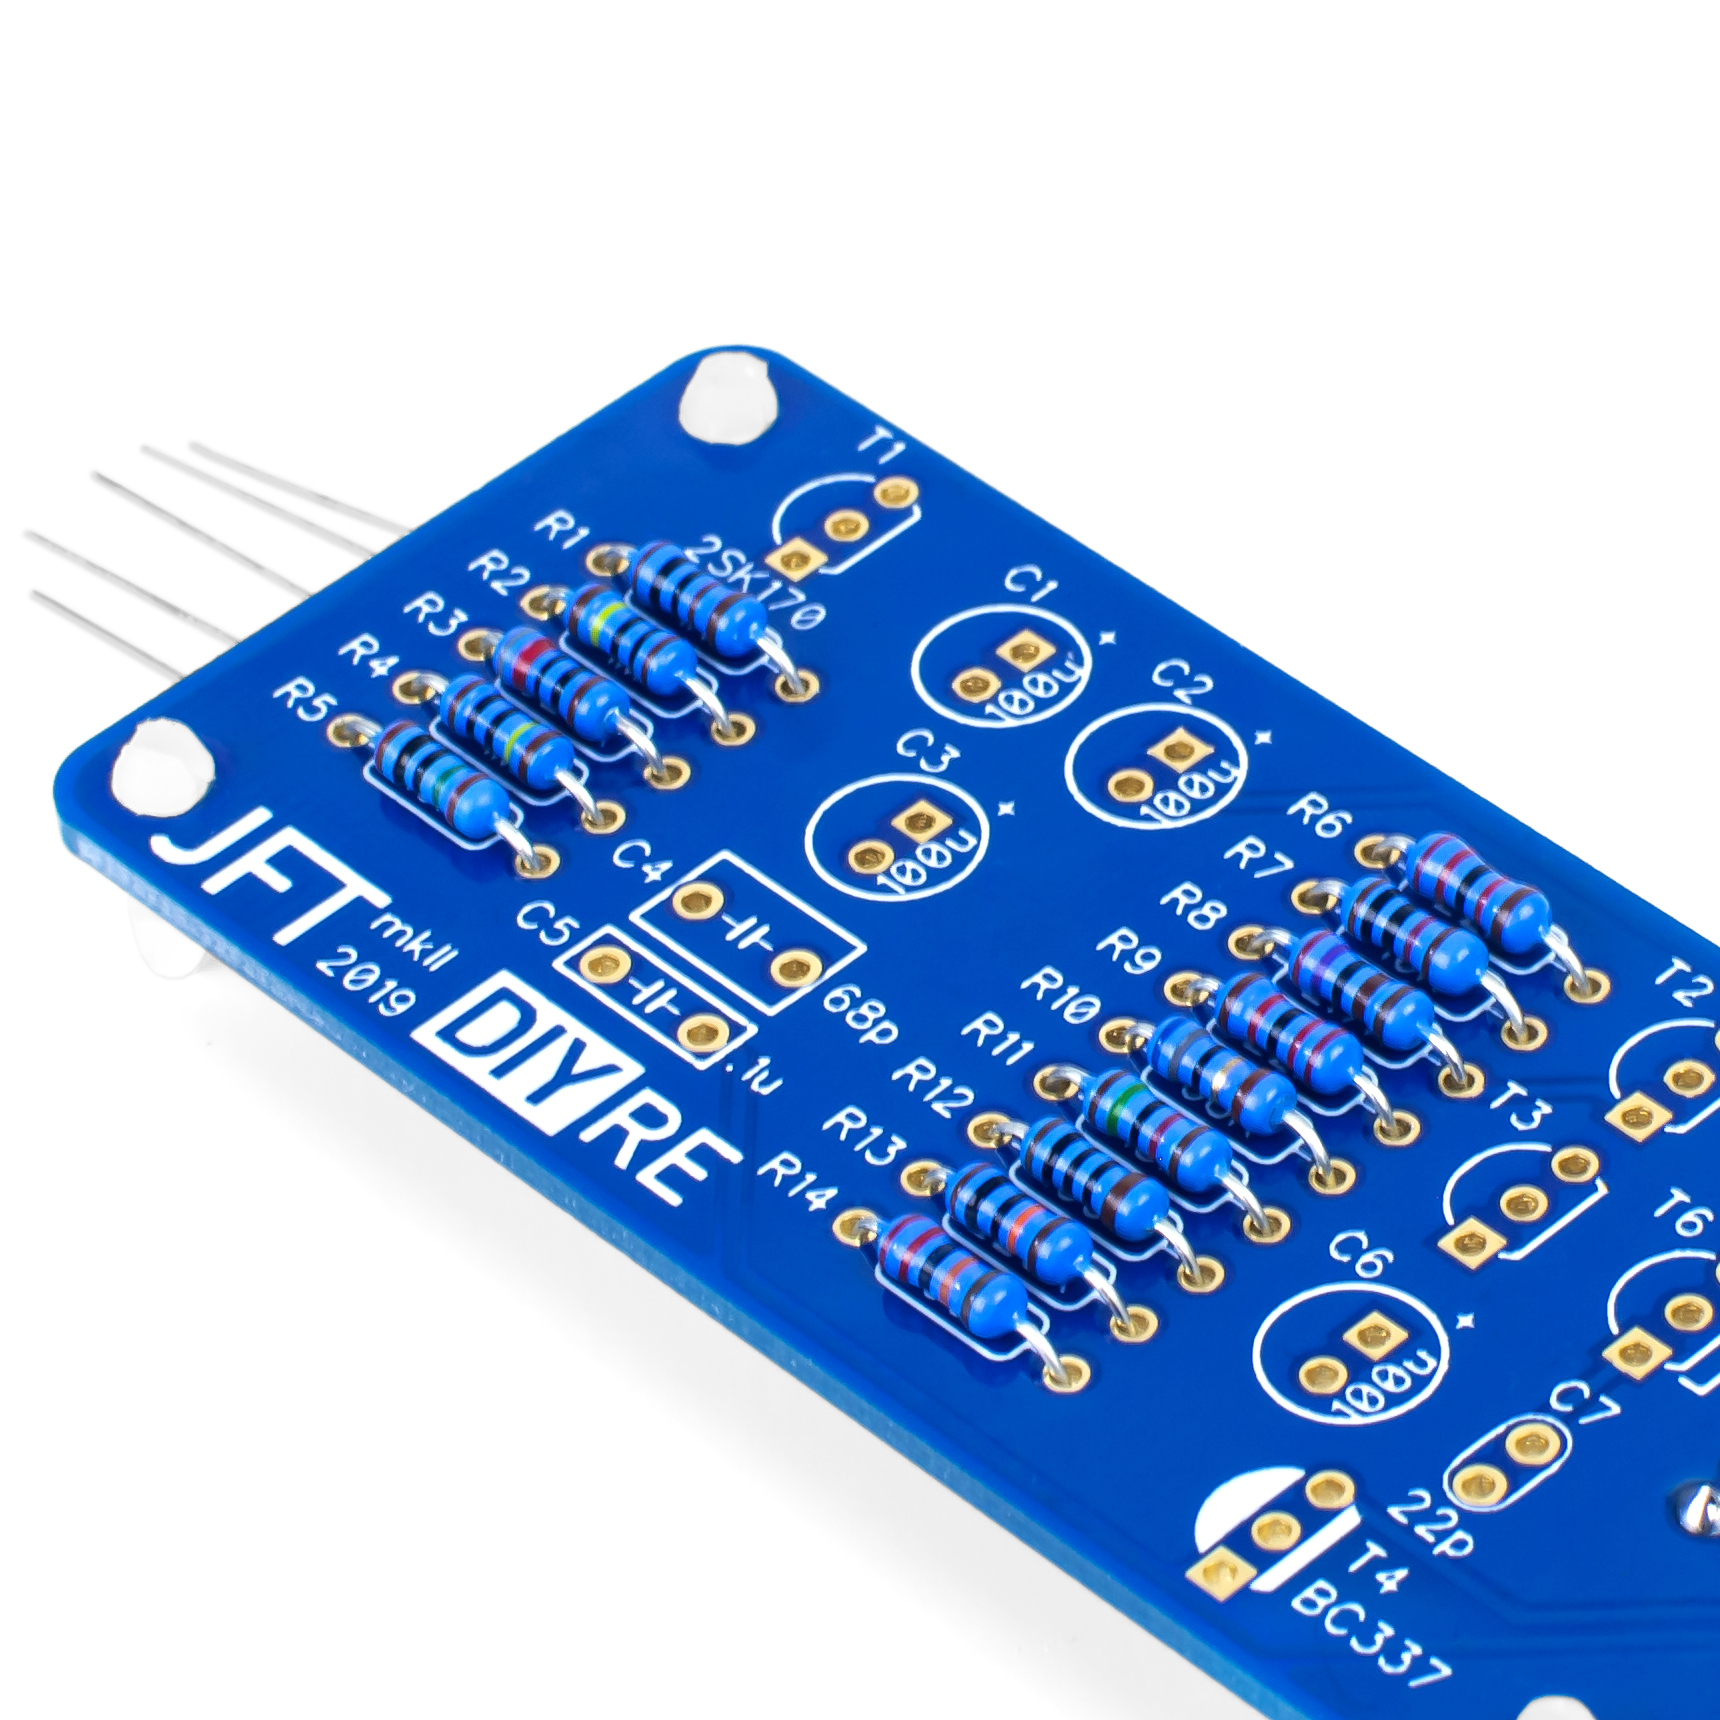 T1
2SK170
R1
R2
R3
R4
R5
C1
100u
C2
100u
C3
100u
C4
68p
C5
.1u
JFT mkII
2019
DIYRE
R6
R7
R8
R9
R10
R11
R12
R13
R14
T2
T3
T6
C6
100u
C7
22p
T4
BC337